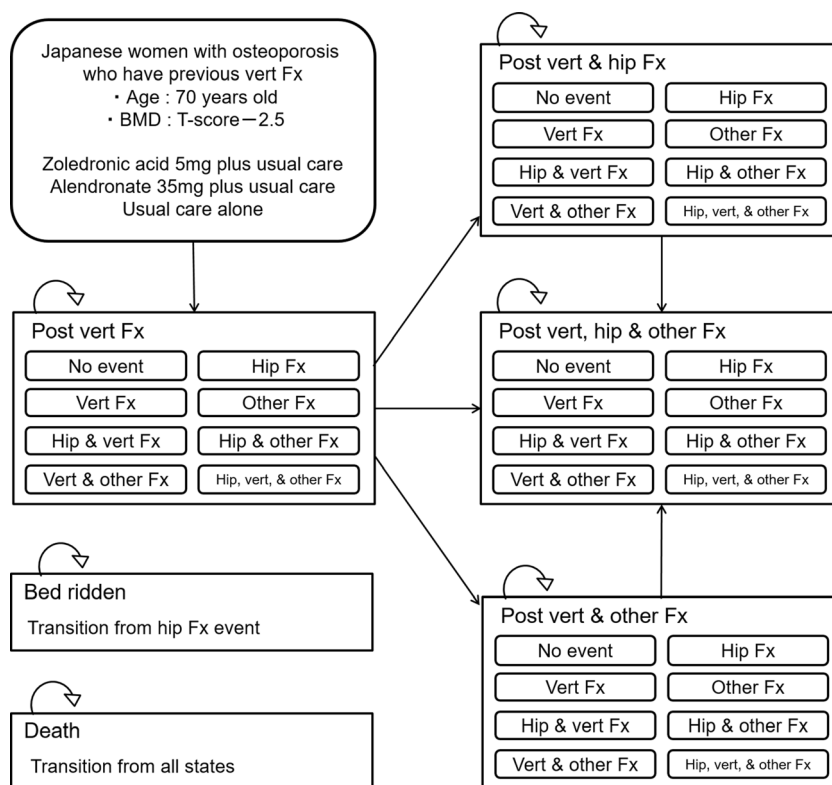 Japanese women with osteoporosis
who have previous vert Fx
・Age : 70 years old
・BMD : T-score－2.5
Zoledronic acid 5mg plus usual care
Alendronate 35mg plus usual care
Usual care alone
Post vert Fx
No event
Hip Fx
Vert Fx
Other Fx
Hip & vert Fx
Hip & other Fx
Vert & other Fx
Hip, vert, & other Fx
Bed ridden
Transition from hip Fx event
Death
Transition from all states
Post vert & hip Fx
No event
Hip Fx
Vert Fx
Other Fx
Hip & vert Fx
Hip & other Fx
Vert & other Fx
Hip, vert, & other Fx
Post vert, hip & other Fx
No event
Hip Fx
Vert Fx
Other Fx
Hip & vert Fx
Hip & other Fx
Vert & other Fx
Hip, vert, & other Fx
Post vert & other Fx
No event
Hip Fx
Vert Fx
Other Fx
Hip & vert Fx
Hip & other Fx
Vert & other Fx
Hip, vert, & other Fx